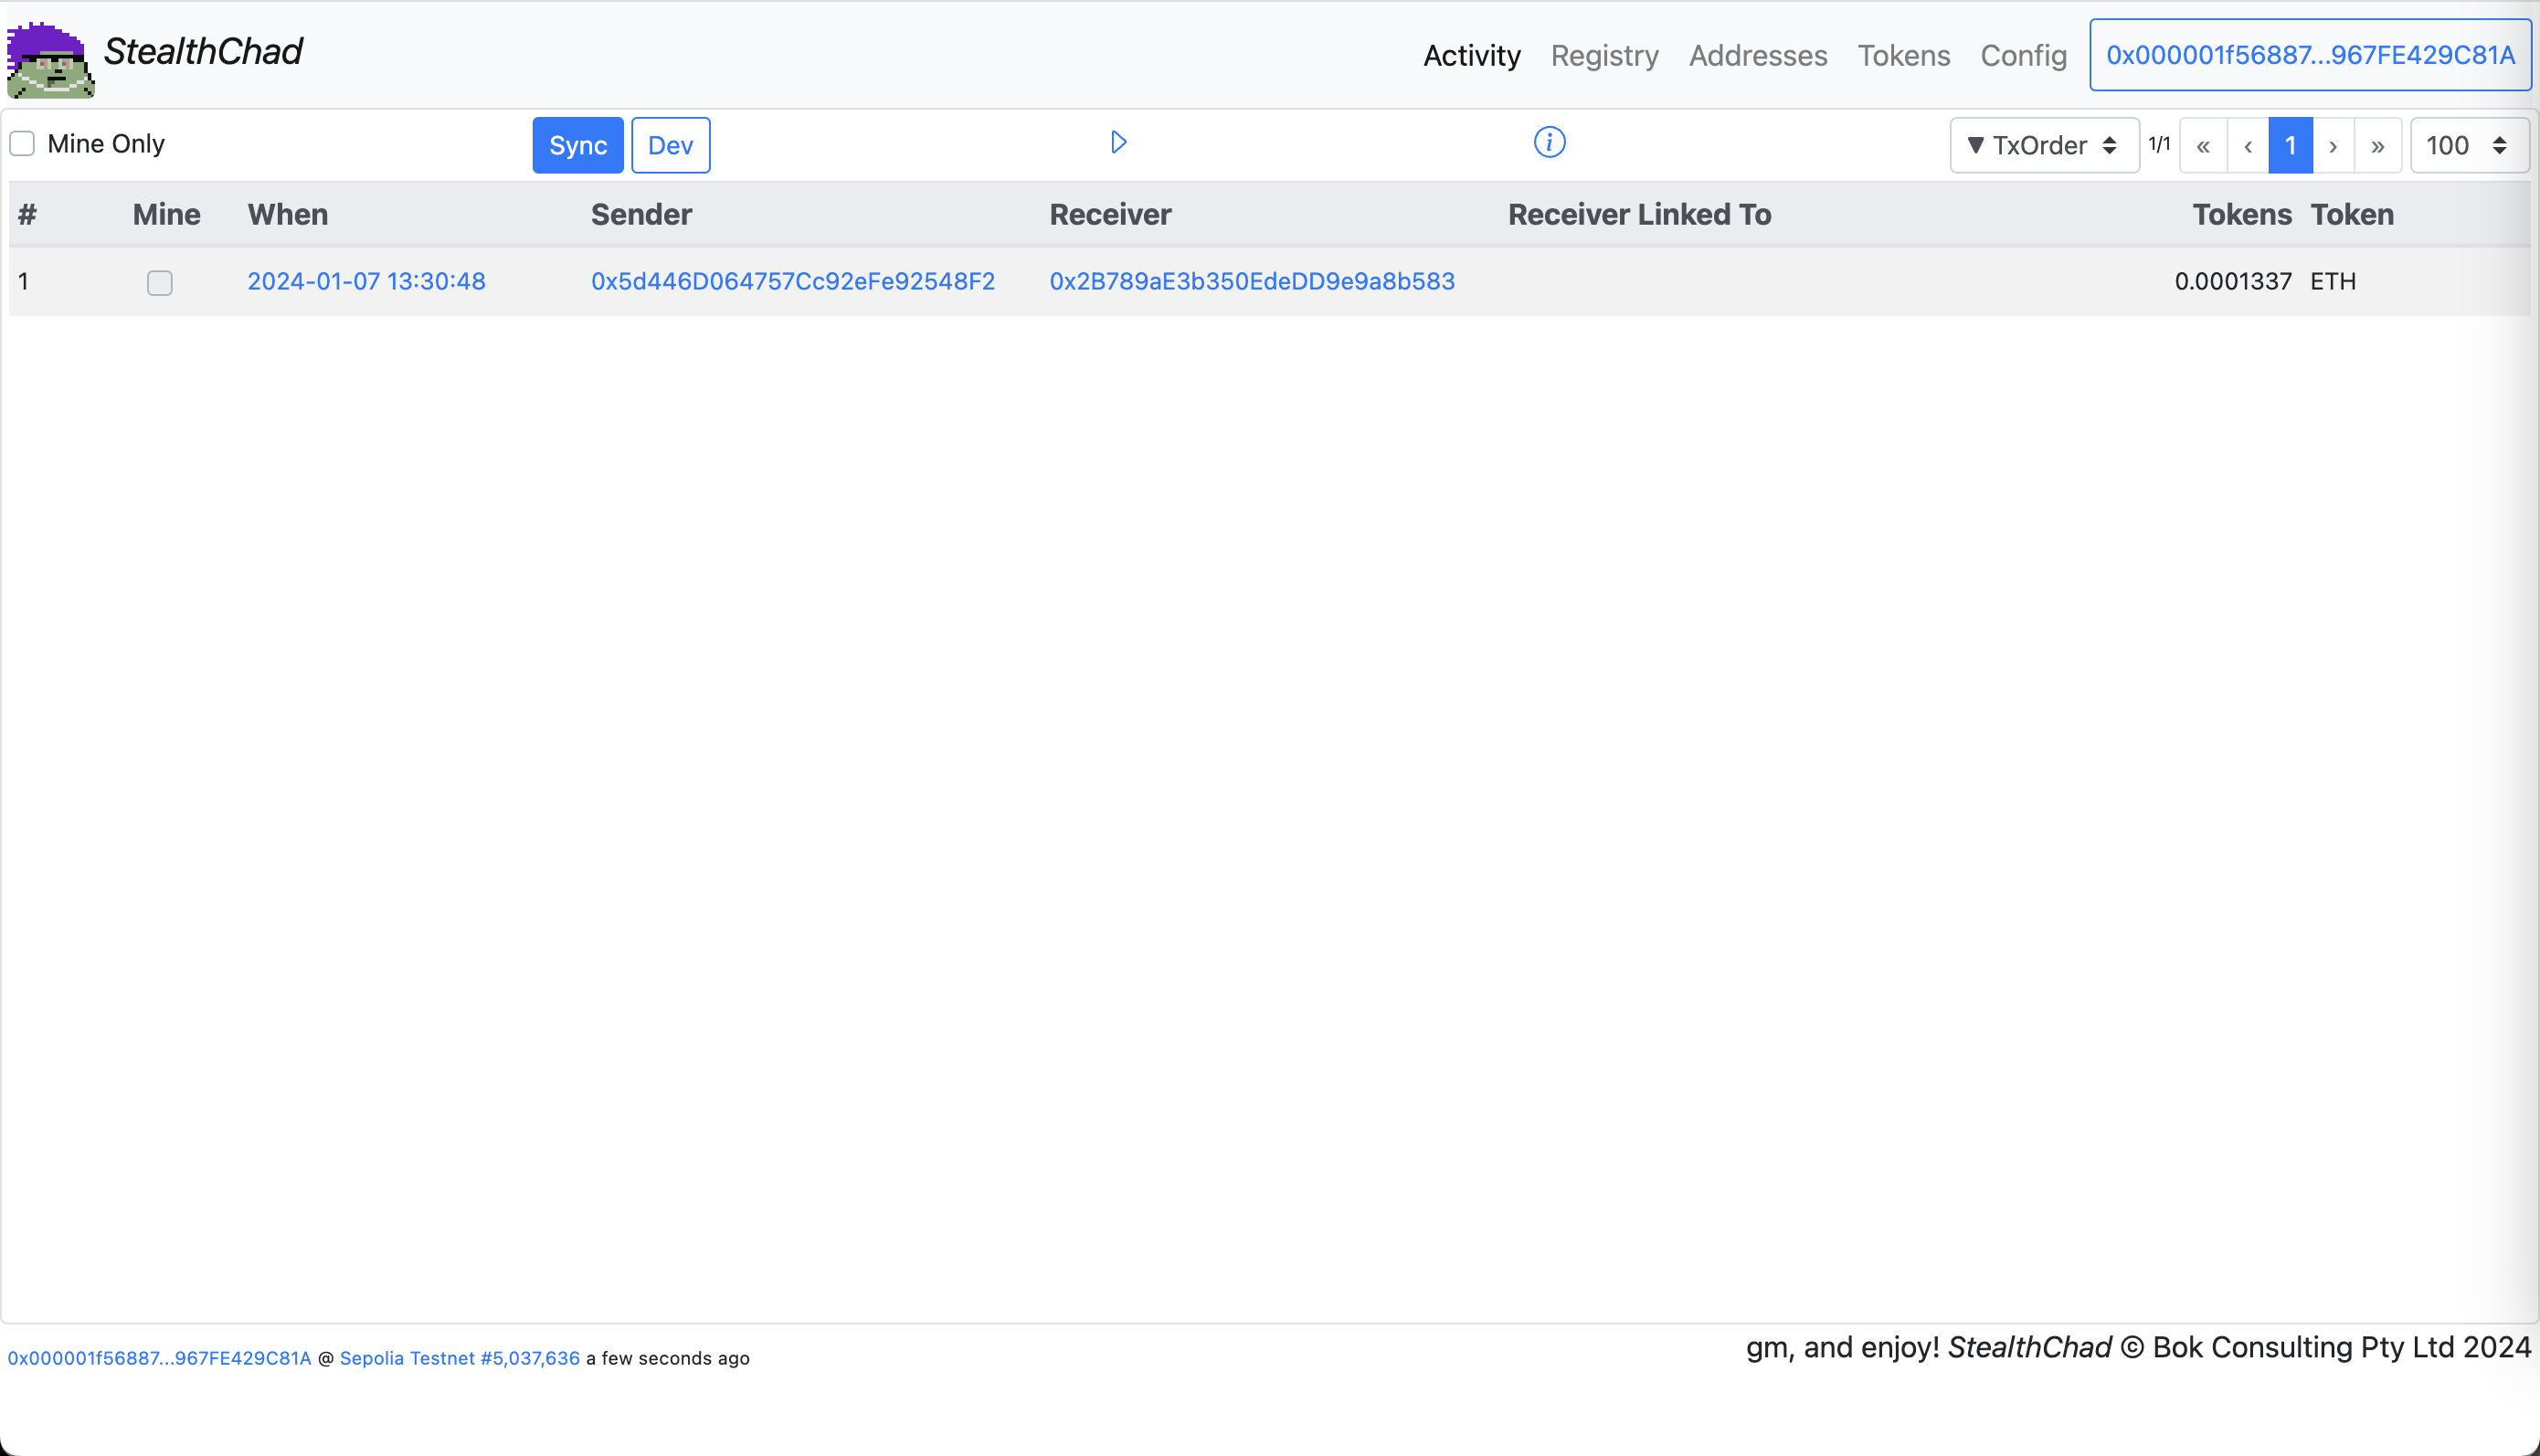 StealthChad Activity Registry Addresses Tokens Config 0x000001f56887...967FE429C81A
Mine Only Sync Dev i ▼ TxOrder 1/1 « ‹ 1 › » 100
# Mine When Sender Receiver Receiver Linked To Tokens Token
1 2024-01-07 13:30:48 0x5d446D064757Cc92eFe92548F2 0x2B789aE3b350EdeDD9e9a8b583 0.0001337 ETH
0x000001f56887...967FE429C81A @ Sepolia Testnet #5,037,636 a few seconds ago gm, and enjoy! StealthChad © Bok Consulting Pty Ltd 2024